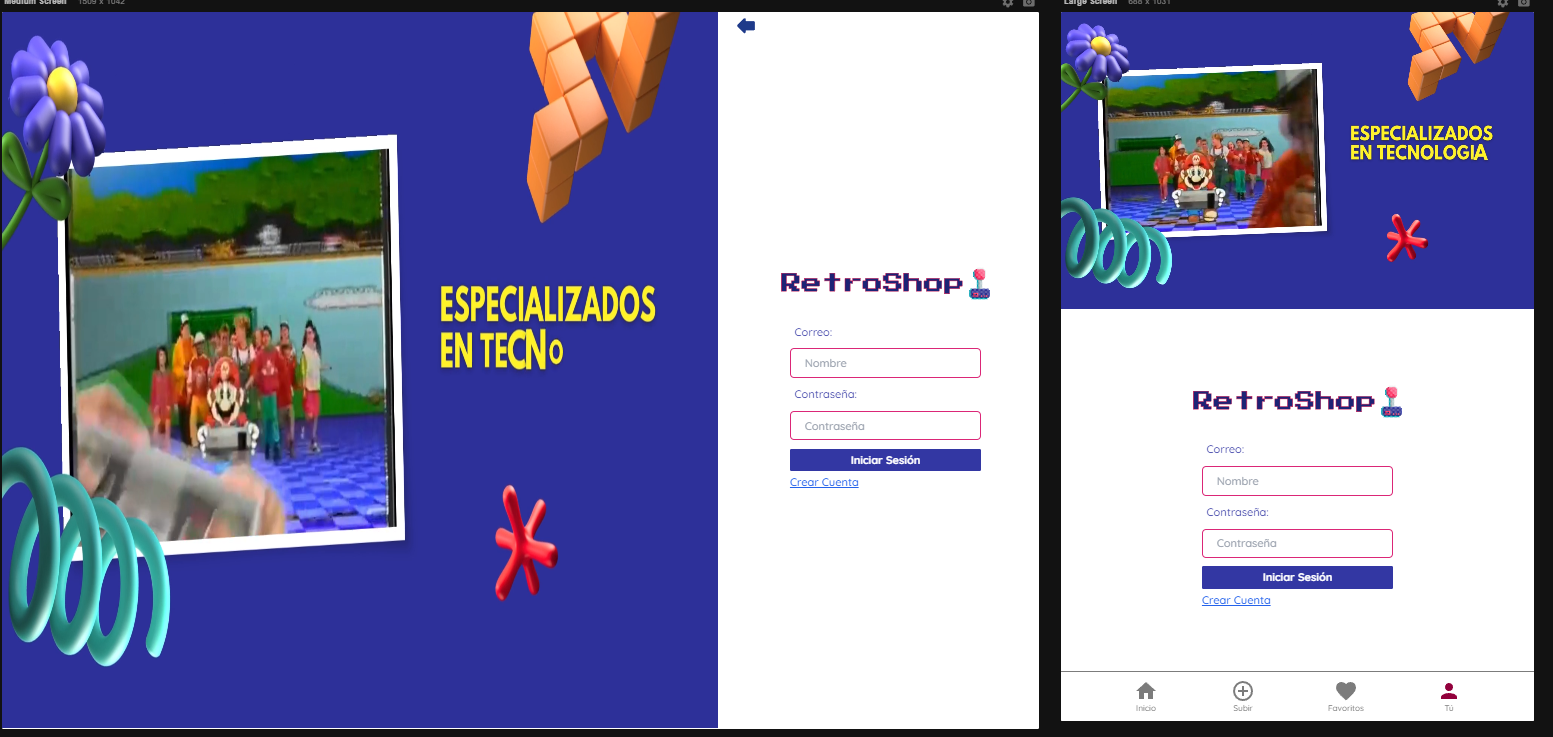 Medium Screen 1509 x 1042
ESPECIALIZADOS
EN TECNO
RetroShop
Correo:
Nombre
Contraseña:
Contraseña
Iniciar Sesión
Crear Cuenta
Large Screen 668 x 1031
ESPECIALIZADOS
EN TECNOLOGIA
RetroShop
Correo:
Nombre
Contraseña:
Contraseña
Iniciar Sesión
Crear Cuenta
Inicio
Subir
Favoritos
Tú